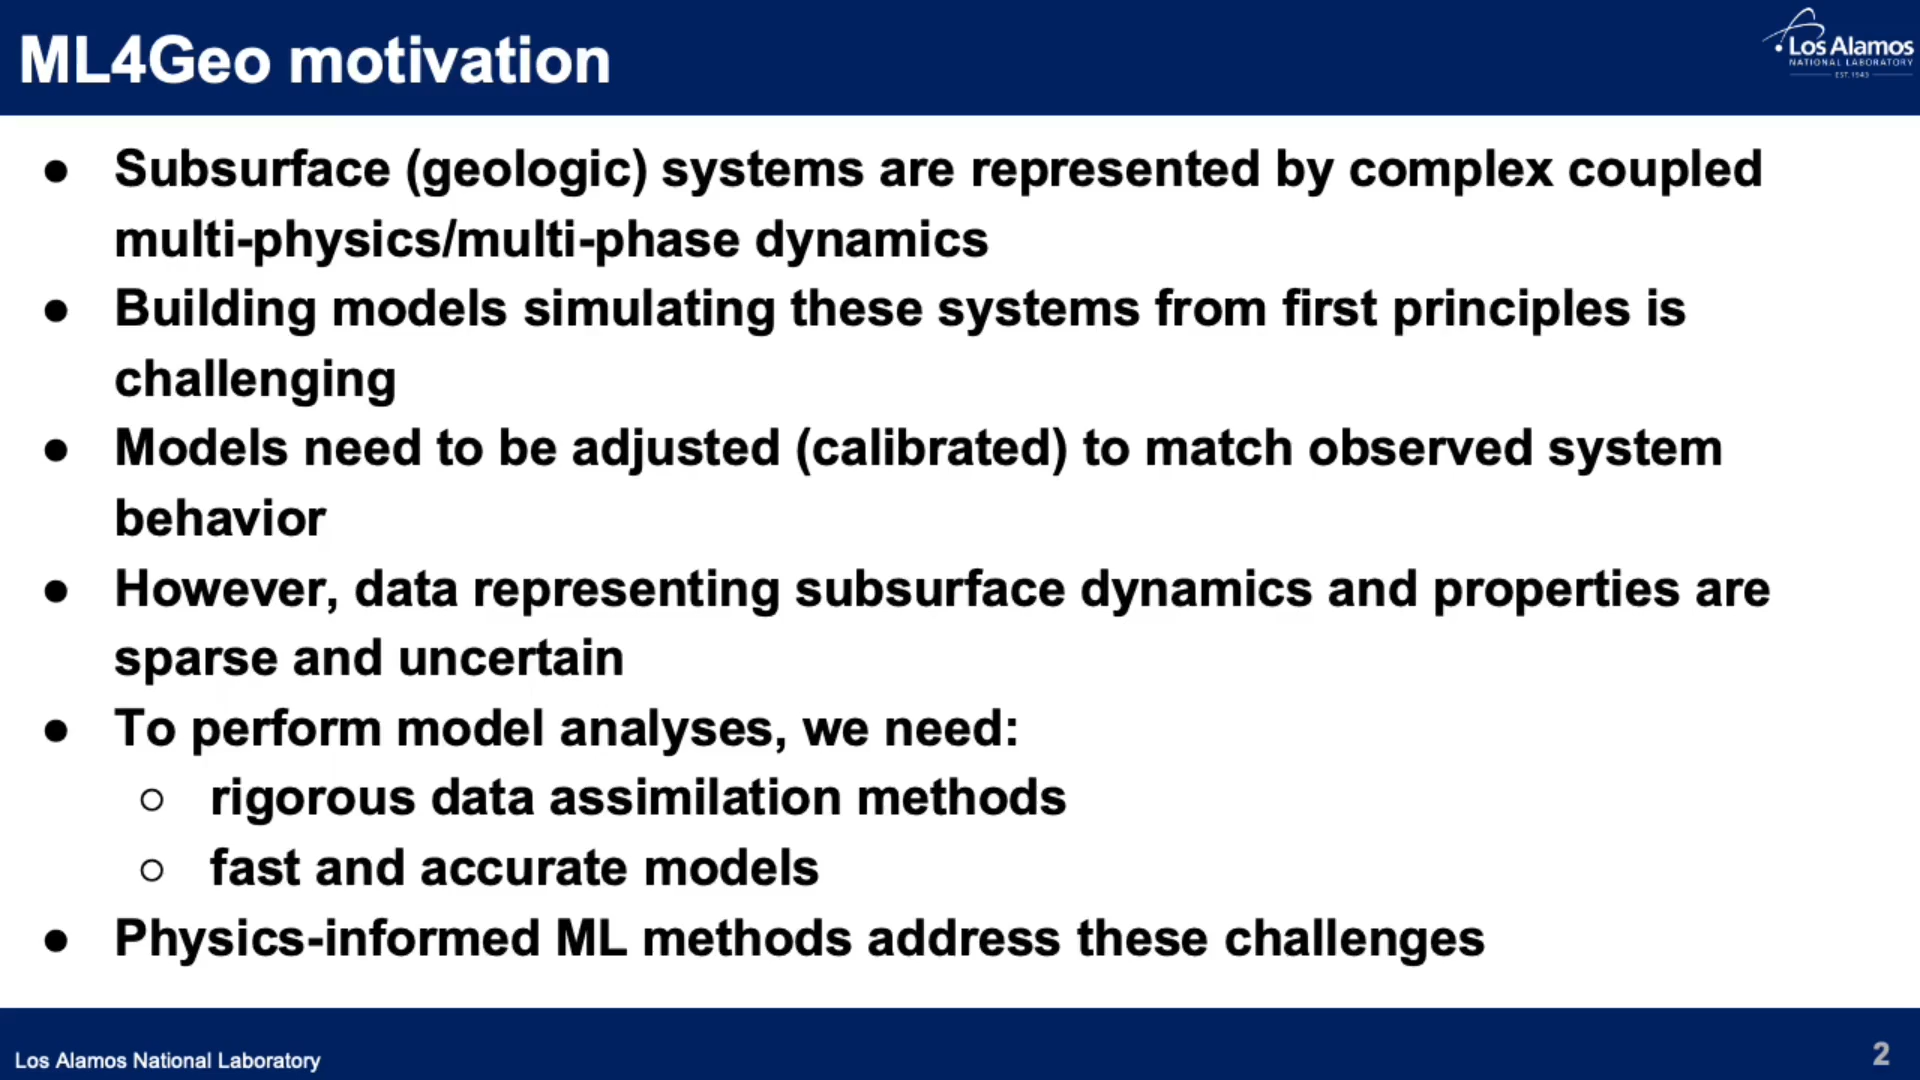 ML4Geo motivation
Los Alamos
NATIONAL LABORATORY
EST. 1943
● Subsurface (geologic) systems are represented by complex coupled
multi-physics/multi-phase dynamics
● Building models simulating these systems from first principles is
challenging
● Models need to be adjusted (calibrated) to match observed system
behavior
● However, data representing subsurface dynamics and properties are
sparse and uncertain
● To perform model analyses, we need:
○ rigorous data assimilation methods
○ fast and accurate models
● Physics-informed ML methods address these challenges
Los Alamos National Laboratory
2